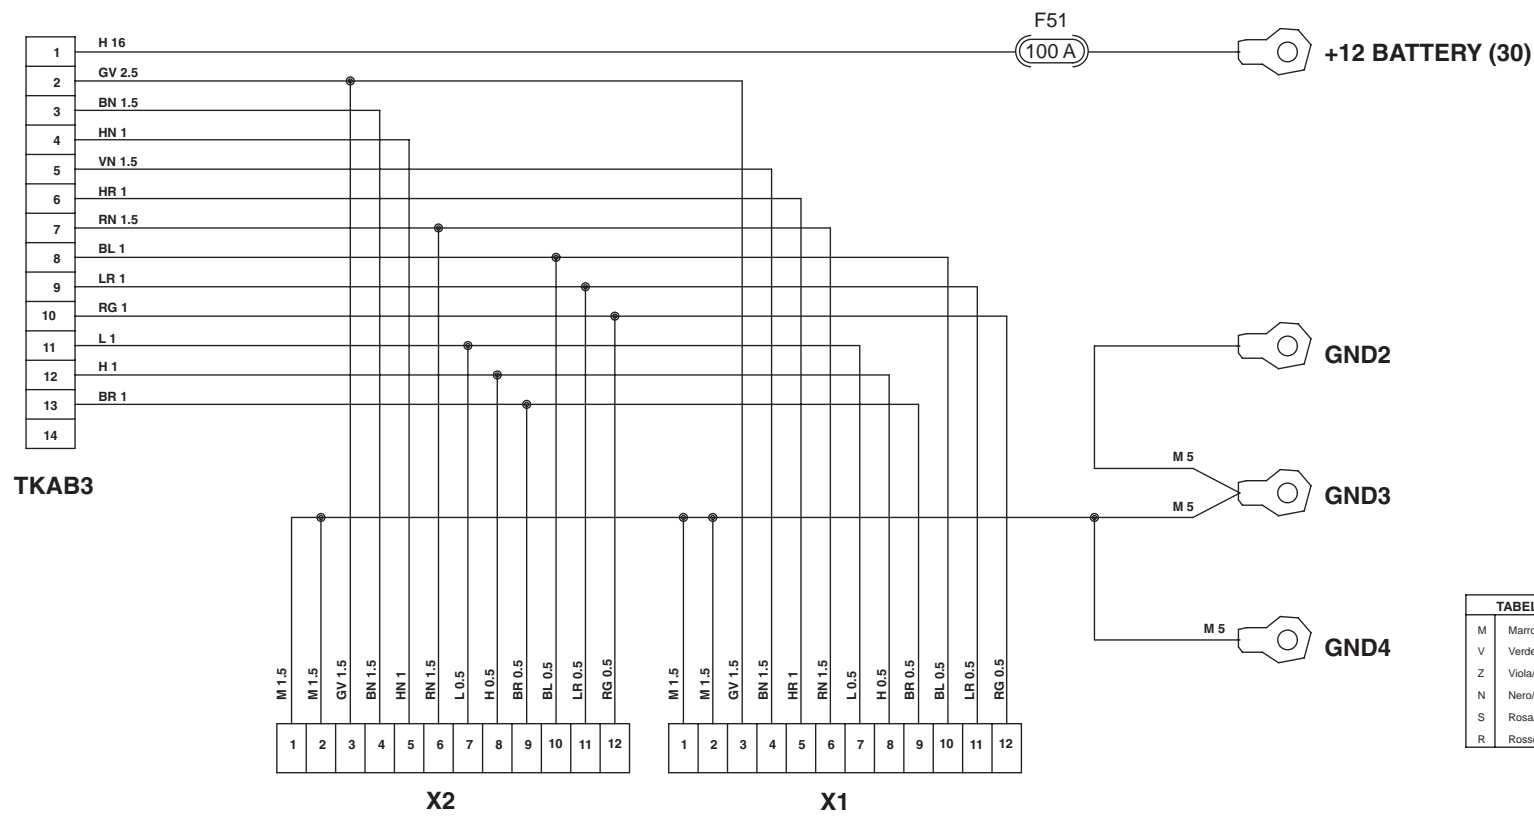 F51
100 A
+12 BATTERY (30)
1 H 16
2 GV 2.5
3 BN 1.5
4 HN 1
5 VN 1.5
6 HR 1
7 RN 1.5
8 BL 1
9 LR 1
10 RG 1
11 L 1
12 H 1
13 BR 1
14
TKAB3
GND2
M 5
GND3
M 5
M 5
GND4
M 1.5 M 1.5 GV 1.5 BN 1.5 HN 1 RN 1.5 L 0.5 H 0.5 BR 0.5 BL 0.5 LR 0.5 RG 0.5
1 2 3 4 5 6 7 8 9 10 11 12
X2
M 1.5 M 1.5 GV 1.5 BN 1.5 HR 1 RN 1.5 L 0.5 H 0.5 BR 0.5 BL 0.5 LR 0.5 RG 0.5
1 2 3 4 5 6 7 8 9 10 11 12
X1
M
V Verde
Z Viola/
N Nero/
S Rosa
R